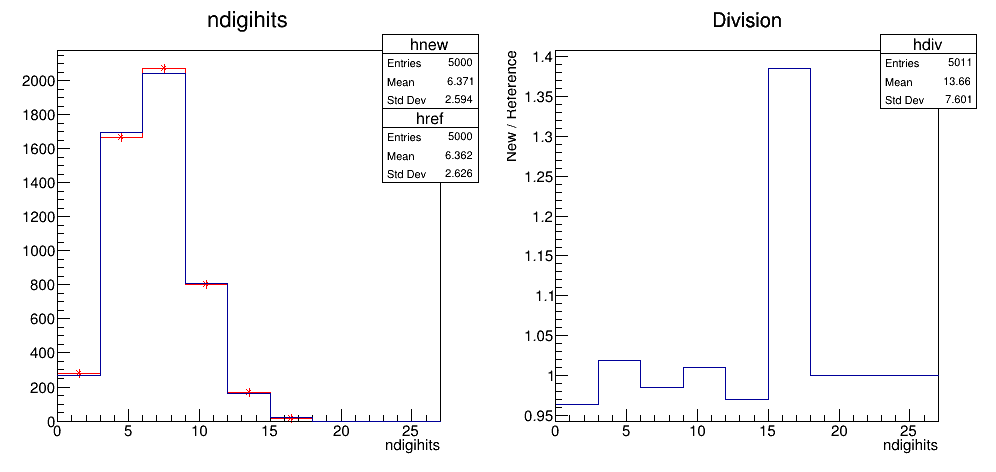 ndigihits
hnew
Entries 5000
Mean 6.371
Std Dev 2.594
href
Entries 5000
Mean 6.362
Std Dev 2.626
2000
1800
1600
1400
1200
1000
800
600
400
200
0
0 5 10 15 20 25
ndigihits
Division
hdiv
Entries 5011
Mean 13.66
Std Dev 7.601
New / Reference
1.4
1.35
1.3
1.25
1.2
1.15
1.1
1.05
1
0.95
0 5 10 15 20 25
ndigihits